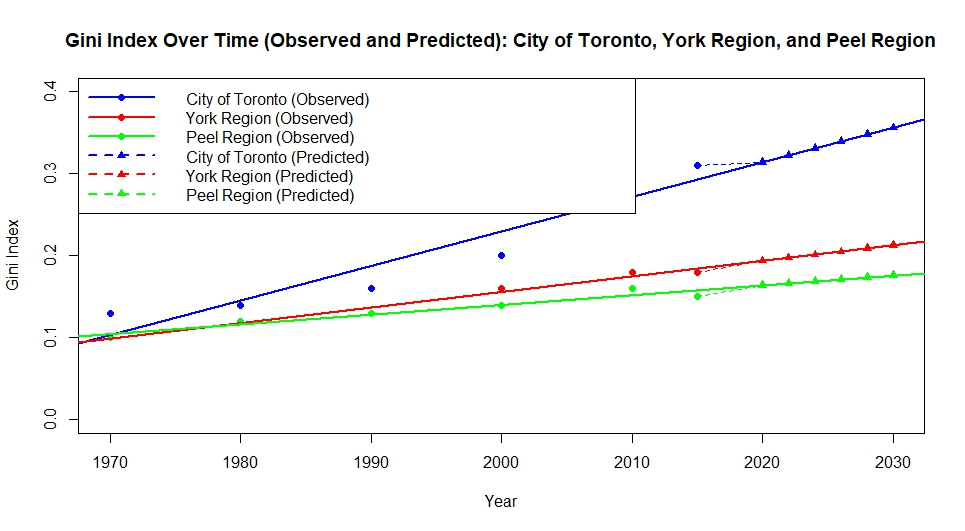 Gini Index Over Time (Observed and Predicted): City of Toronto, York Region, and Peel Region
City of Toronto (Observed)
York Region (Observed)
Peel Region (Observed)
City of Toronto (Predicted)
York Region (Predicted)
Peel Region (Predicted)
Gini Index
0.4
0.3
0.2
0.1
0.0
1970 1980 1990 2000 2010 2020 2030
Year